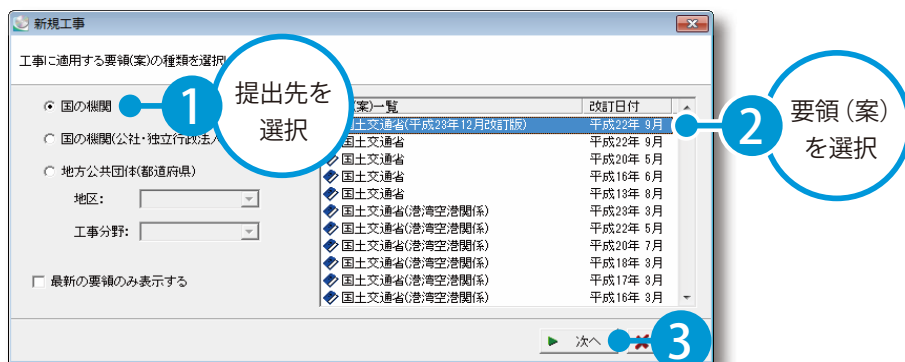 新規工事
工事に適用する要領(案)の種類を選択
国の機関
国の機関(公社・独立行政法人
地方公共団体(都道府県)
地区:
工事分野:
最新の要領のみ表示する
1
提出先を
選択
(案)一覧 改訂日付
国土交通省(平成23年12月改訂版) 平成22年 9月
国土交通省 平成22年 9月
国土交通省 平成20年 5月
国土交通省 平成16年 6月
国土交通省 平成13年 8月
国土交通省(港湾空港関係) 平成23年 3月
国土交通省(港湾空港関係) 平成22年 5月
国土交通省(港湾空港関係) 平成20年 7月
国土交通省(港湾空港関係) 平成18年 3月
国土交通省(港湾空港関係) 平成17年 3月
国土交通省(港湾空港関係) 平成16年 3月
2
要領(案)
を選択
次へ
3